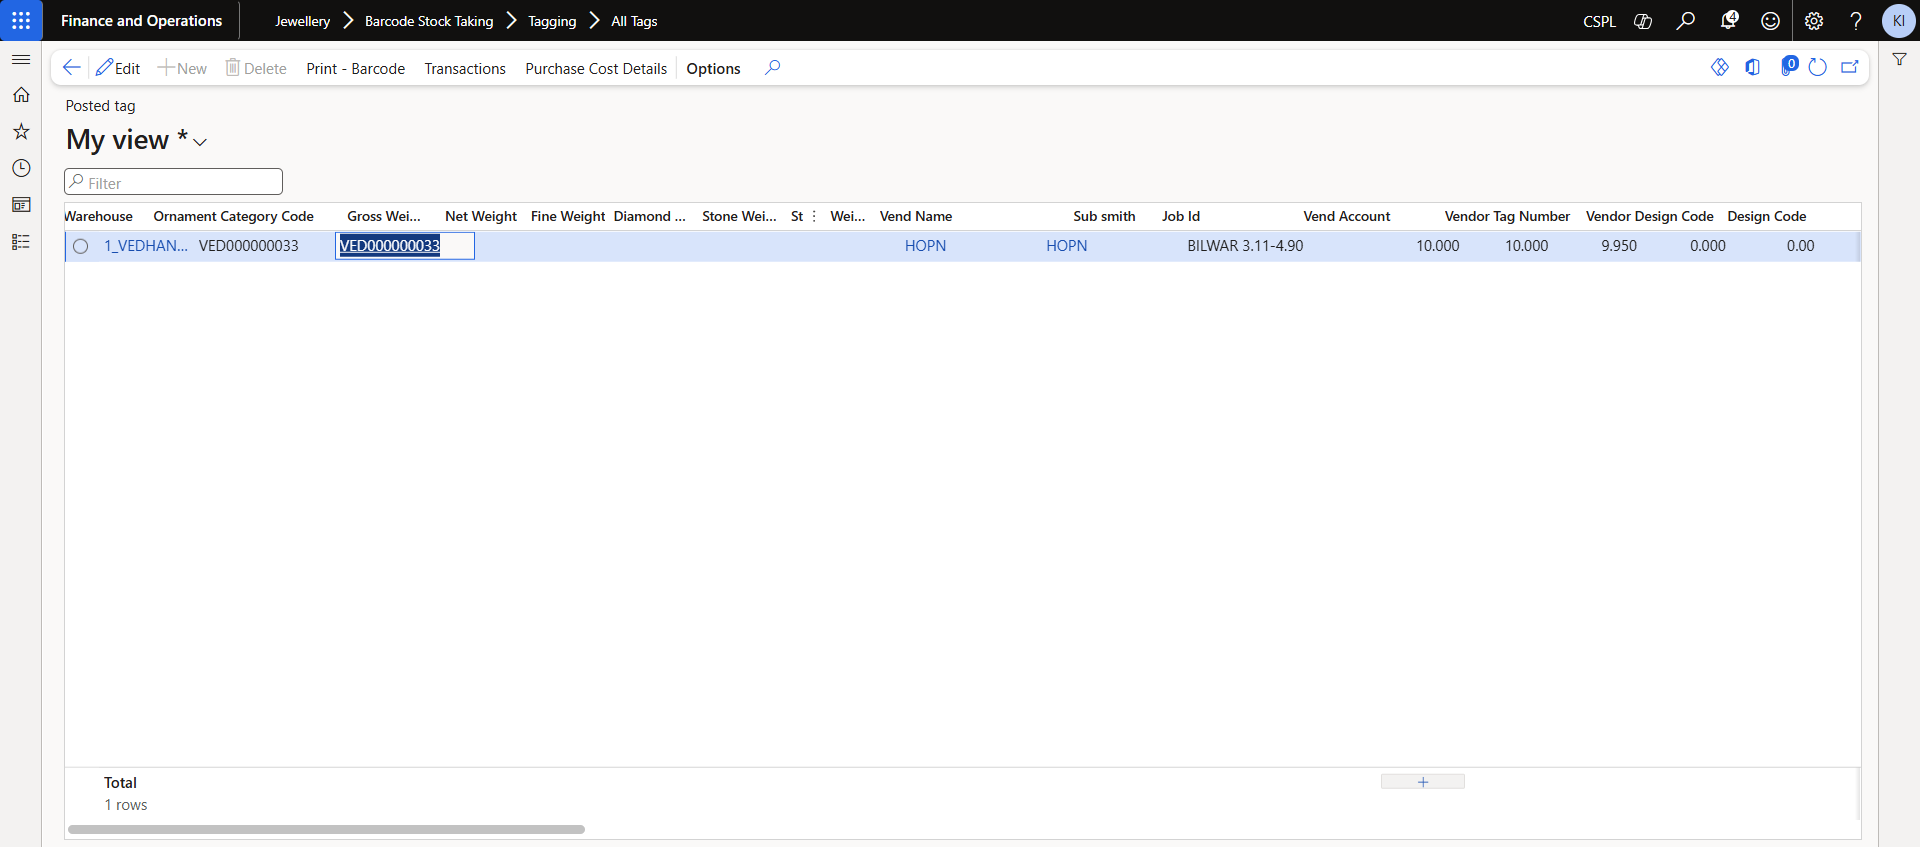 Finance and Operations Jewellery Barcode Stock Taking Tagging All Tags CSPL 4 ? KI
Edit New Delete Print - Barcode Transactions Purchase Cost Details Options 0
Posted tag
My view *
Filter
Warehouse Ornament Category Code Gross Wei... Net Weight Fine Weight Diamond ... Stone Wei... St Wei... Vend Name Sub smith Job Id Vend Account Vendor Tag Number Vendor Design Code Design Code
1_VEDHAN... VED000000033 VED000000033 HOPN HOPN BILWAR 3.11-4.90 10.000 10.000 9.950 0.000 0.00
Total
1 rows